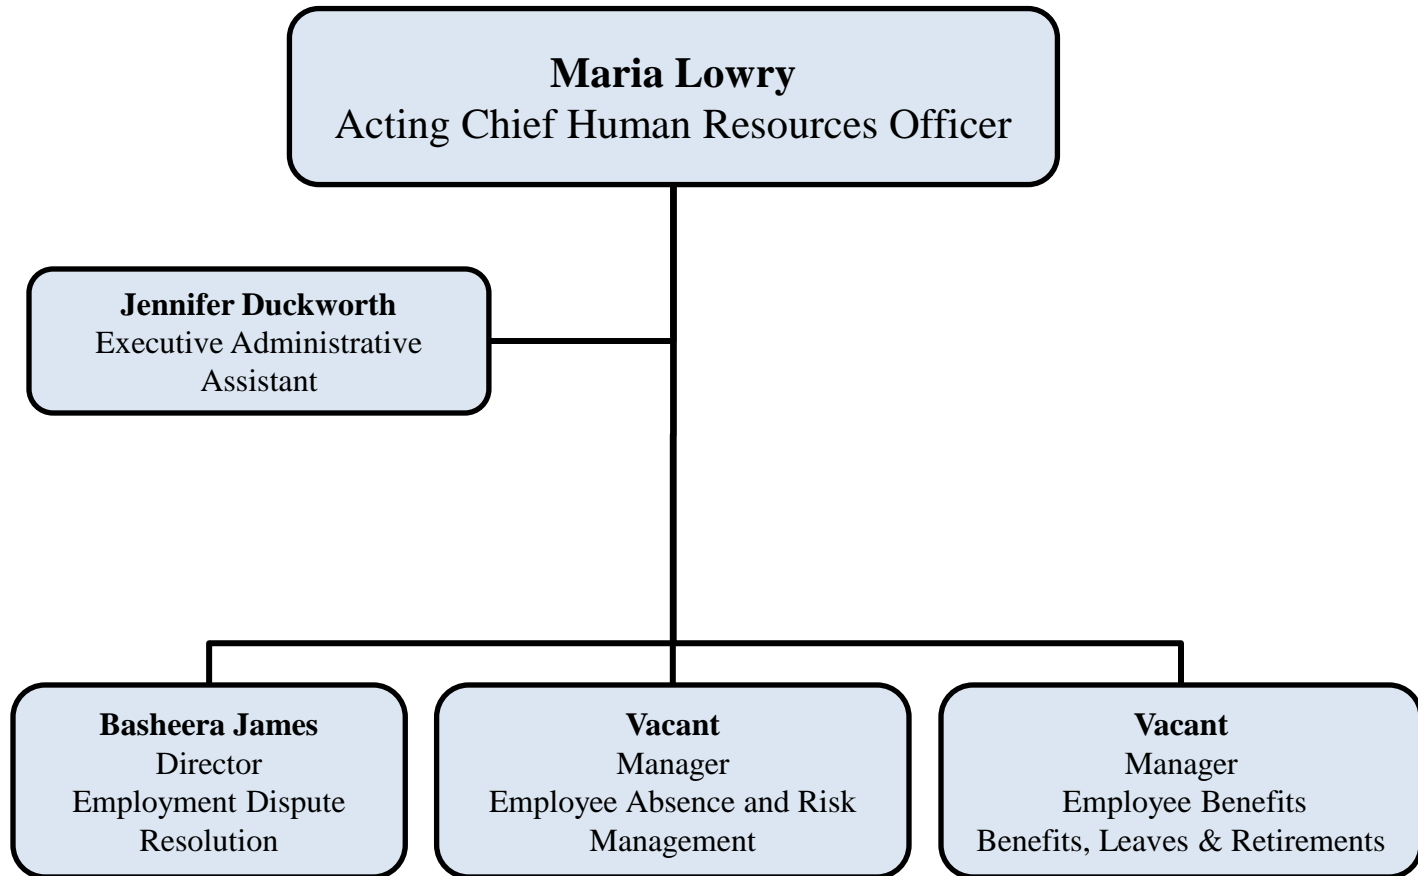 Maria Lowry
Acting Chief Human Resources Officer
Jennifer Duckworth
Executive Administrative
Assistant
Basheera James
Director
Employment Dispute
Resolution
Vacant
Manager
Employee Absence and Risk
Management
Vacant
Manager
Employee Benefits
Benefits, Leaves & Retirements